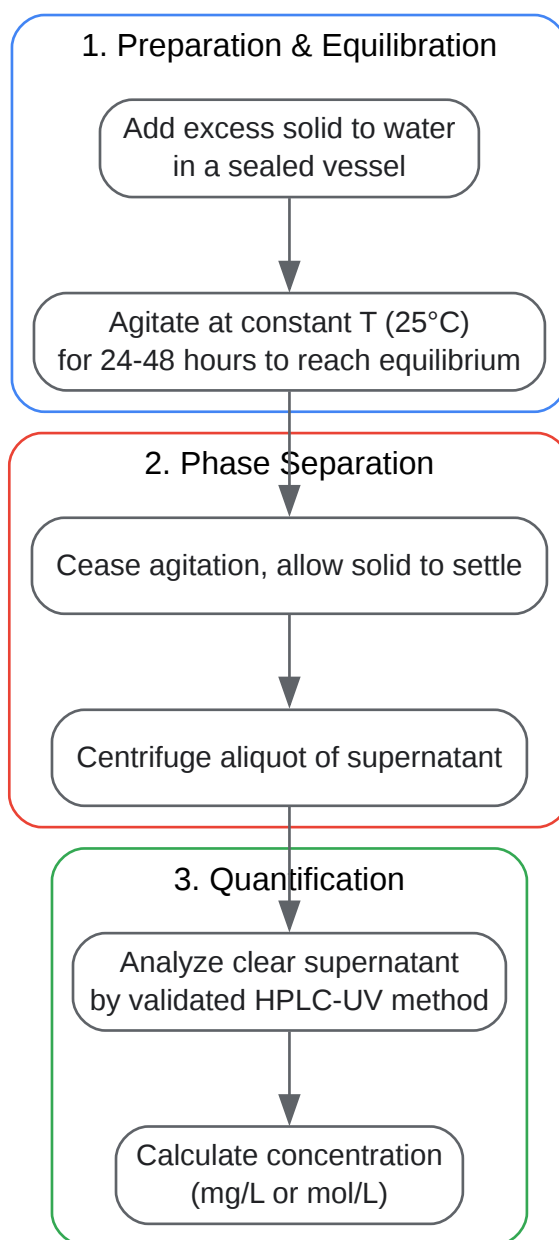 1. Preparation & Equilibration
Add excess solid to water
in a sealed vessel
Agitate at constant T (25°C)
for 24-48 hours to reach equilibrium
2. Phase Separation
Cease agitation, allow solid to settle
Centrifuge aliquot of supernatant
3. Quantification
Analyze clear supernatant
by validated HPLC-UV method
Calculate concentration
(mg/L or mol/L)